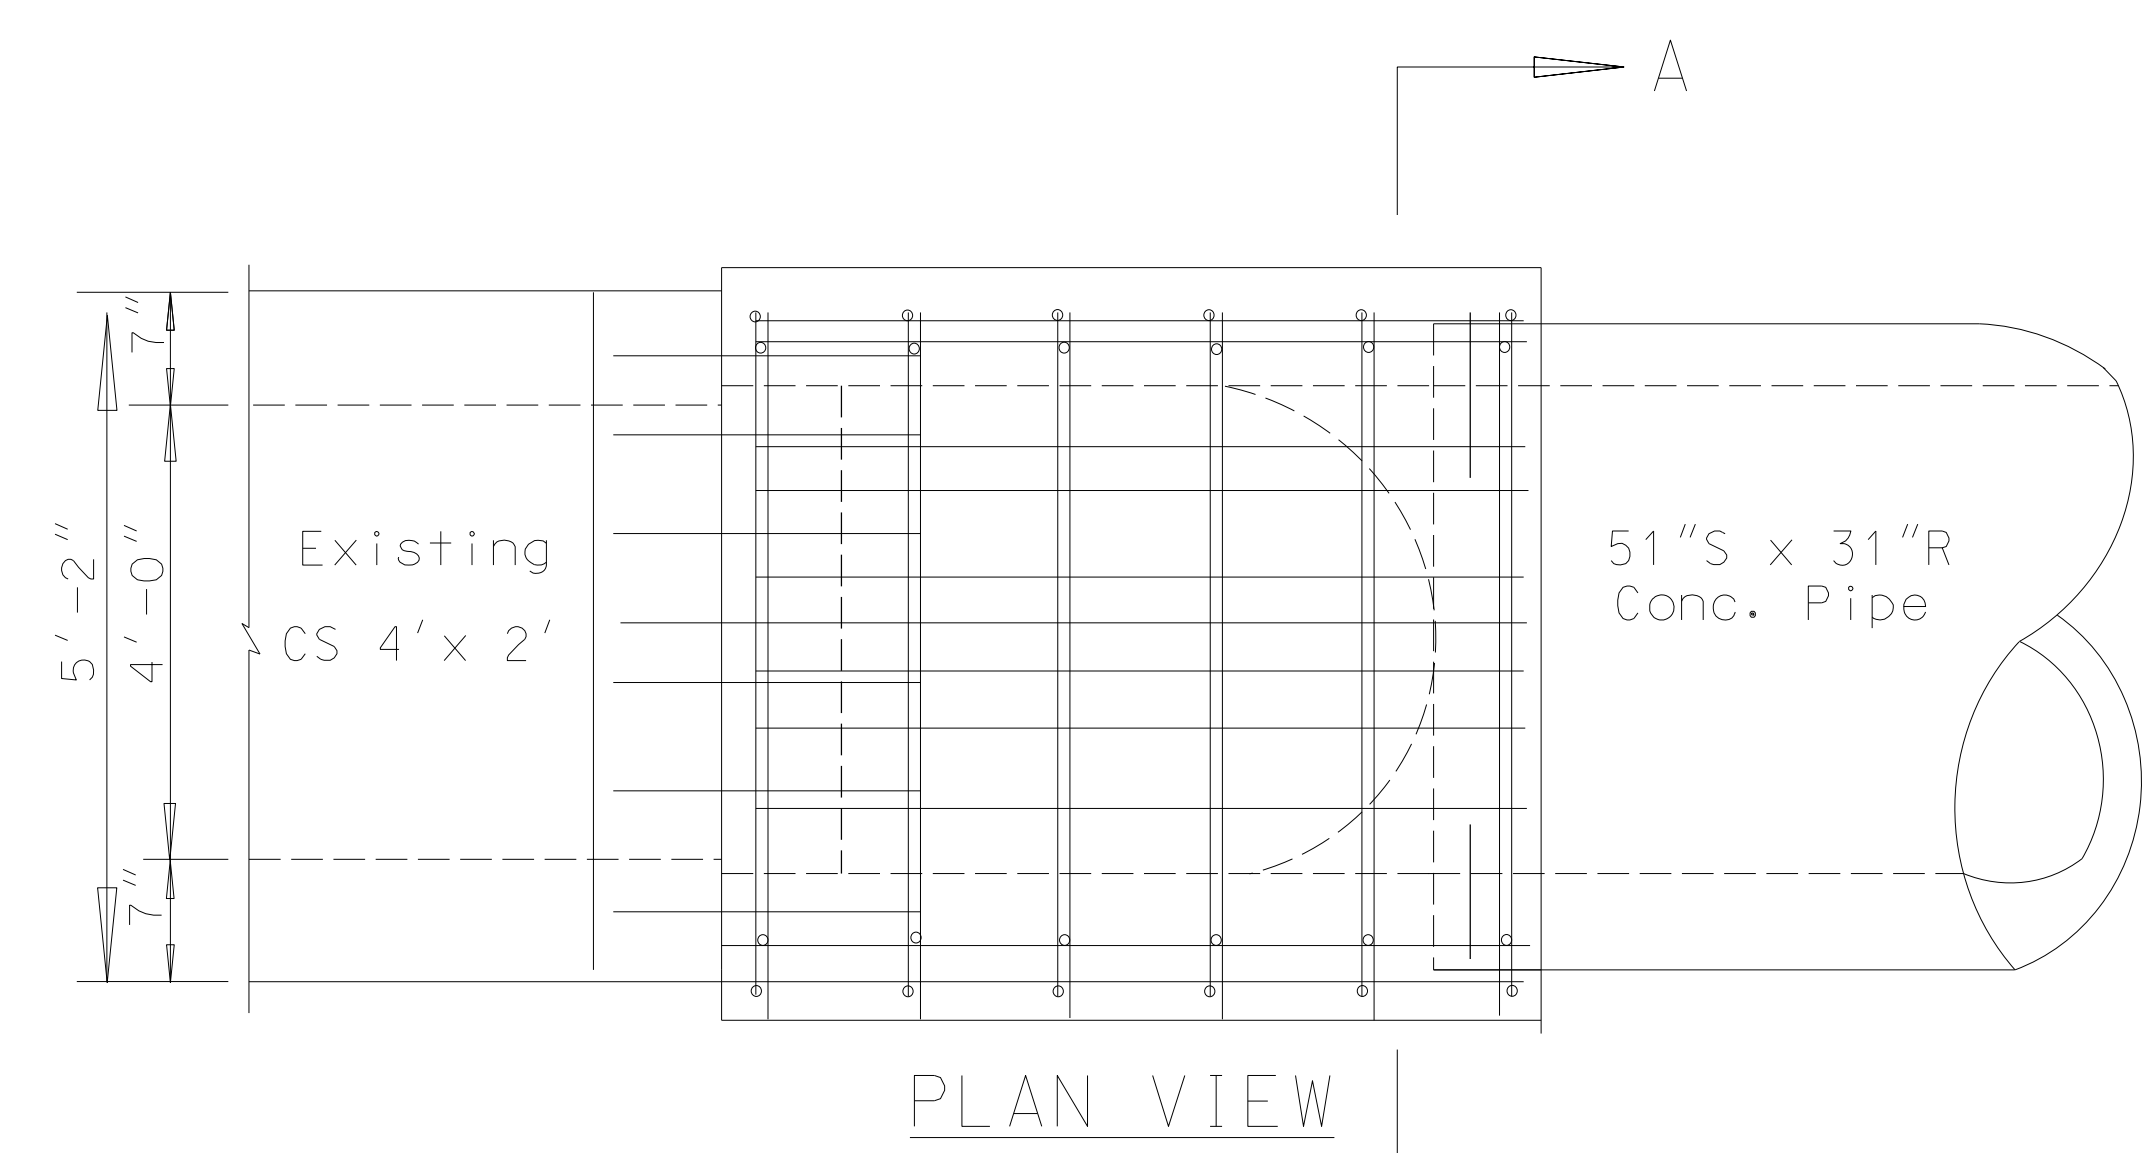 A
7"
5'-2"
4'-0"
7"
Existing
CS 4'x 2'
51"S x 31"R
Conc. Pipe
PLAN VIEW